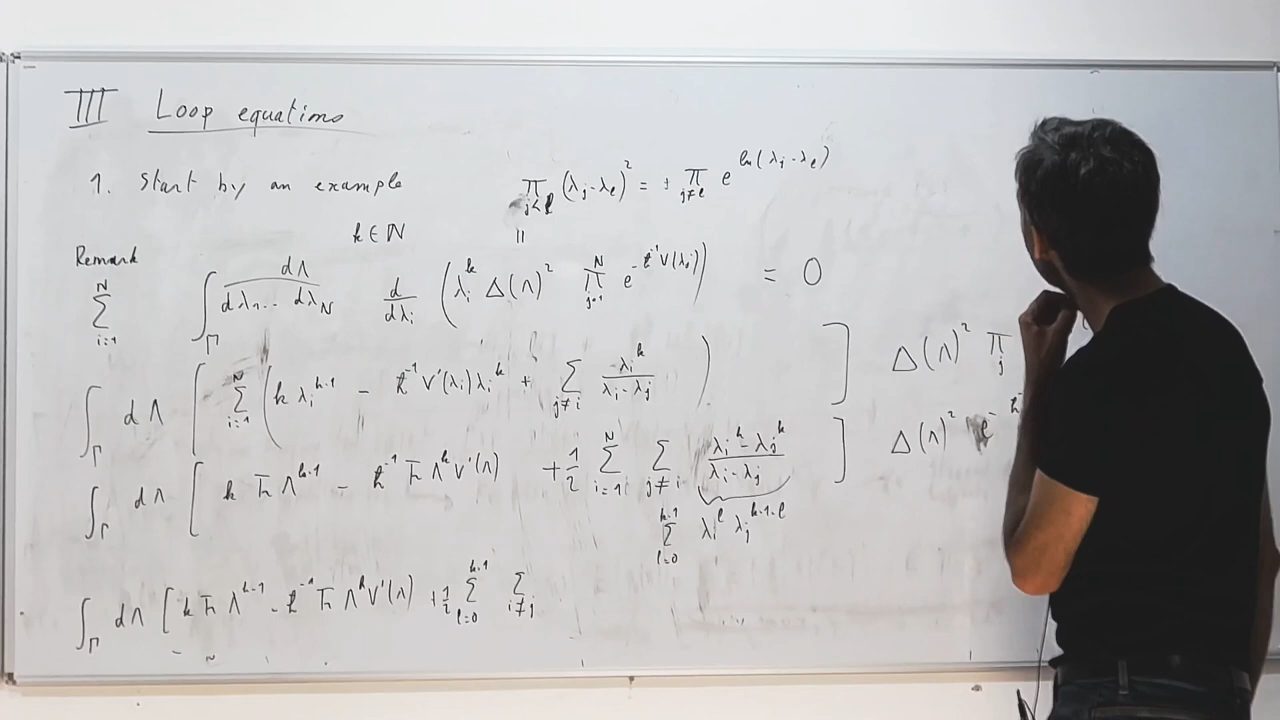 III Loop equations
1. Start by an example
∏_{j<l} (λ_j - λ_l)^2 = ± ∏_{j≠l} e^{ln(λ_j - λ_l)}
k ∈ ℕ
Remark
∑_{i=1}^N ∫_Γ dΛ / dλ_1 ... dλ_N d/dλ_i ( λ_i^k Δ(Λ)^2 ∏_{j=1}^N e^{-ħ^{-1} V(λ_j)} ) = 0
∫_Γ dΛ [ ∑_{i=1}^N ( k λ_i^{k-1} - ħ^{-1} V'(λ_i) λ_i^k + ∑_{j≠i} λ_i^k / (λ_i - λ_j) ) ] Δ(Λ)^2 ∏_j
∫_Γ dΛ [ k Tr Λ^{k-1} - ħ^{-1} Tr Λ^k V'(Λ) + 1/2 ∑_{i=1}^N ∑_{j≠i} (λ_i^k - λ_j^k) / (λ_i - λ_j) ] Δ(Λ)^2 e^{-ħ^-
∑_{l=0}^{k-1} λ_i^l λ_j^{k-1-l}
∫_Γ dΛ [ k Tr Λ^{k-1} - ħ^{-1} Tr Λ^k V'(Λ) + 1/2 ∑_{l=0}^{k-1} ∑_{i≠j}